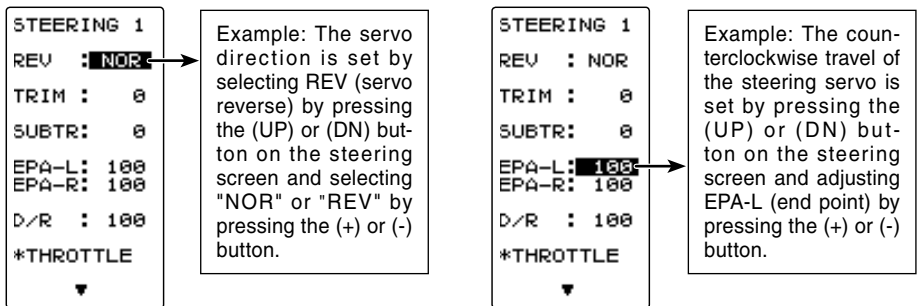 STEERING 1
REV : NOR
TRIM : 0
SUBTR: 0
EPA-L: 100
EPA-R: 100
D/R : 100
*THROTTLE
▼
Example: The servo
direction is set by
selecting REV (servo
reverse) by pressing
the (UP) or (DN) but-
ton on the steering
screen and selecting
"NOR" or "REV" by
pressing the (+) or (-)
button.
STEERING 1
REV : NOR
TRIM : 0
SUBTR: 0
EPA-L: 100
EPA-R: 100
D/R : 100
*THROTTLE
▼
Example: The coun-
terclockwise travel of
the steering servo is
set by pressing the
(UP) or (DN) but-
ton on the steering
screen and adjusting
EPA-L (end point) by
pressing the (+) or (-)
button.